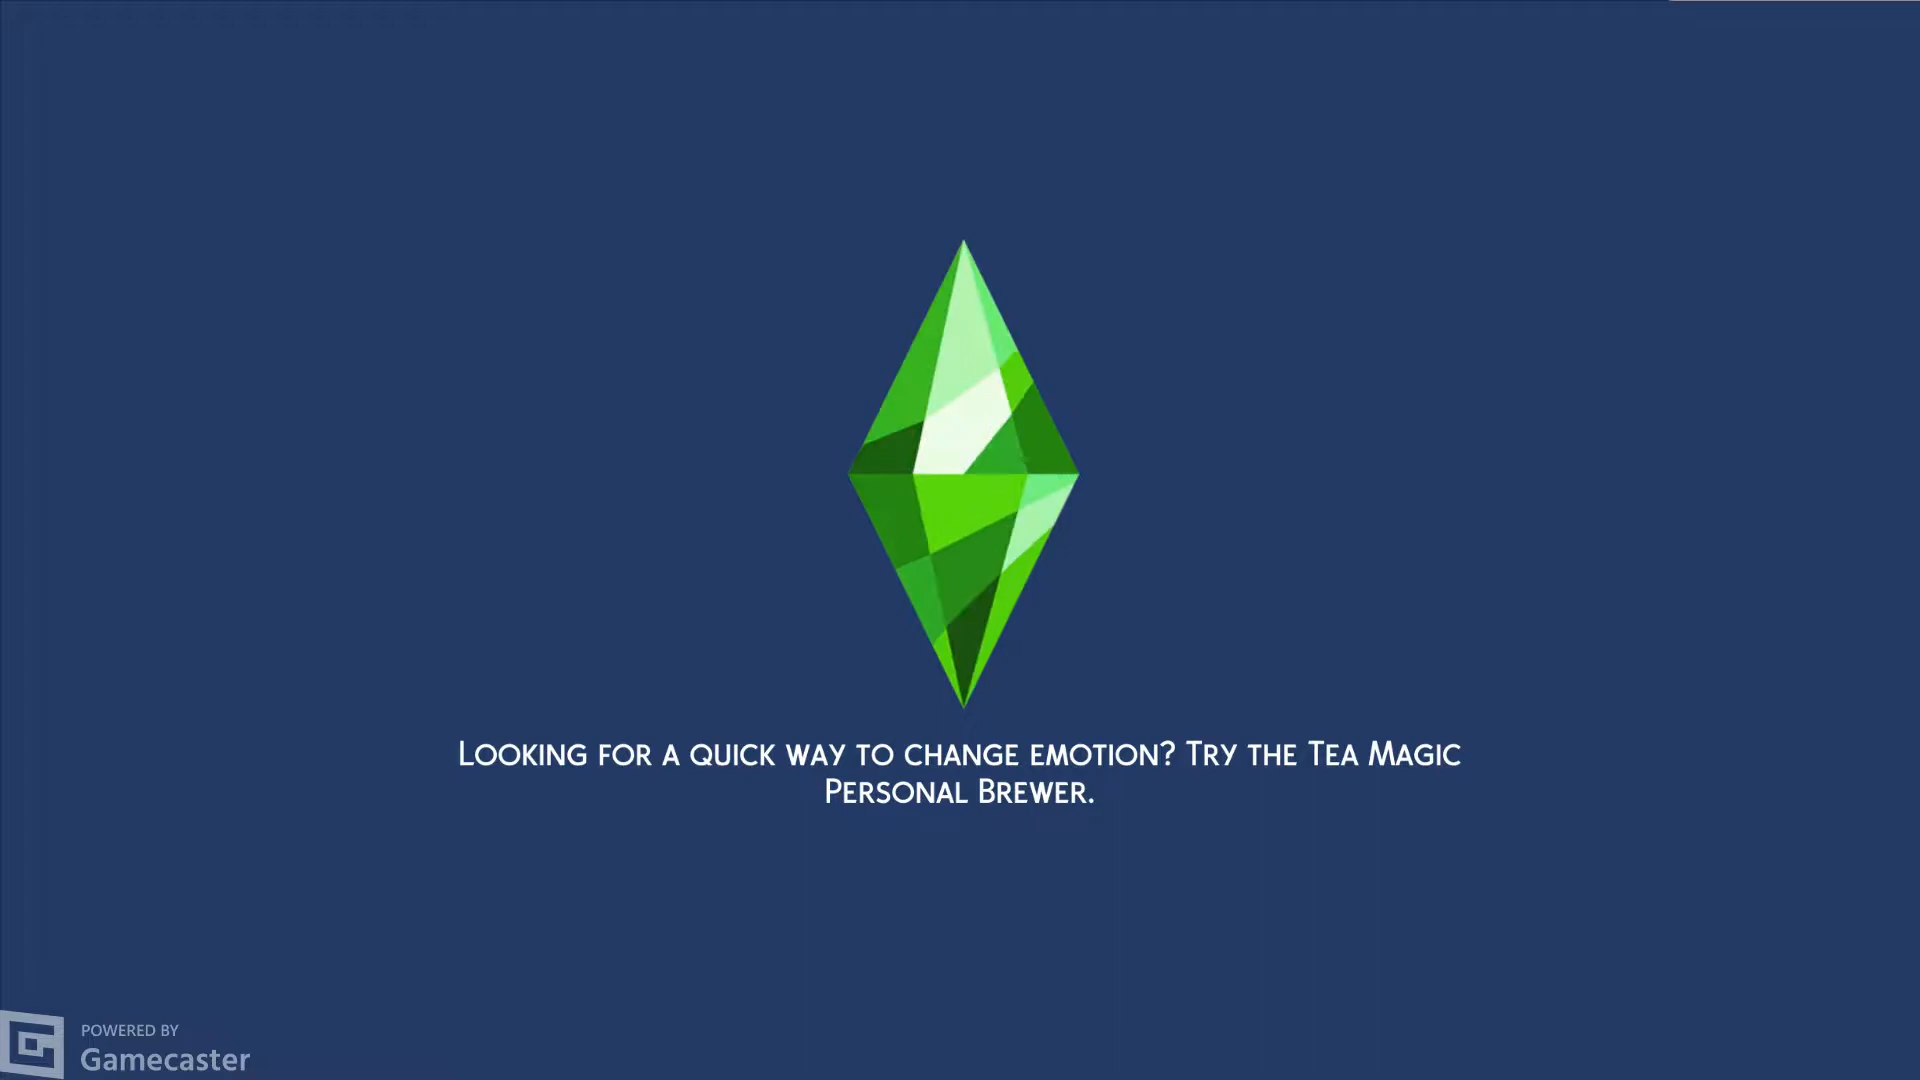 Looking for a quick way to change emotion? Try the Tea Magic
Personal Brewer.
POWERED BY
Gamecaster